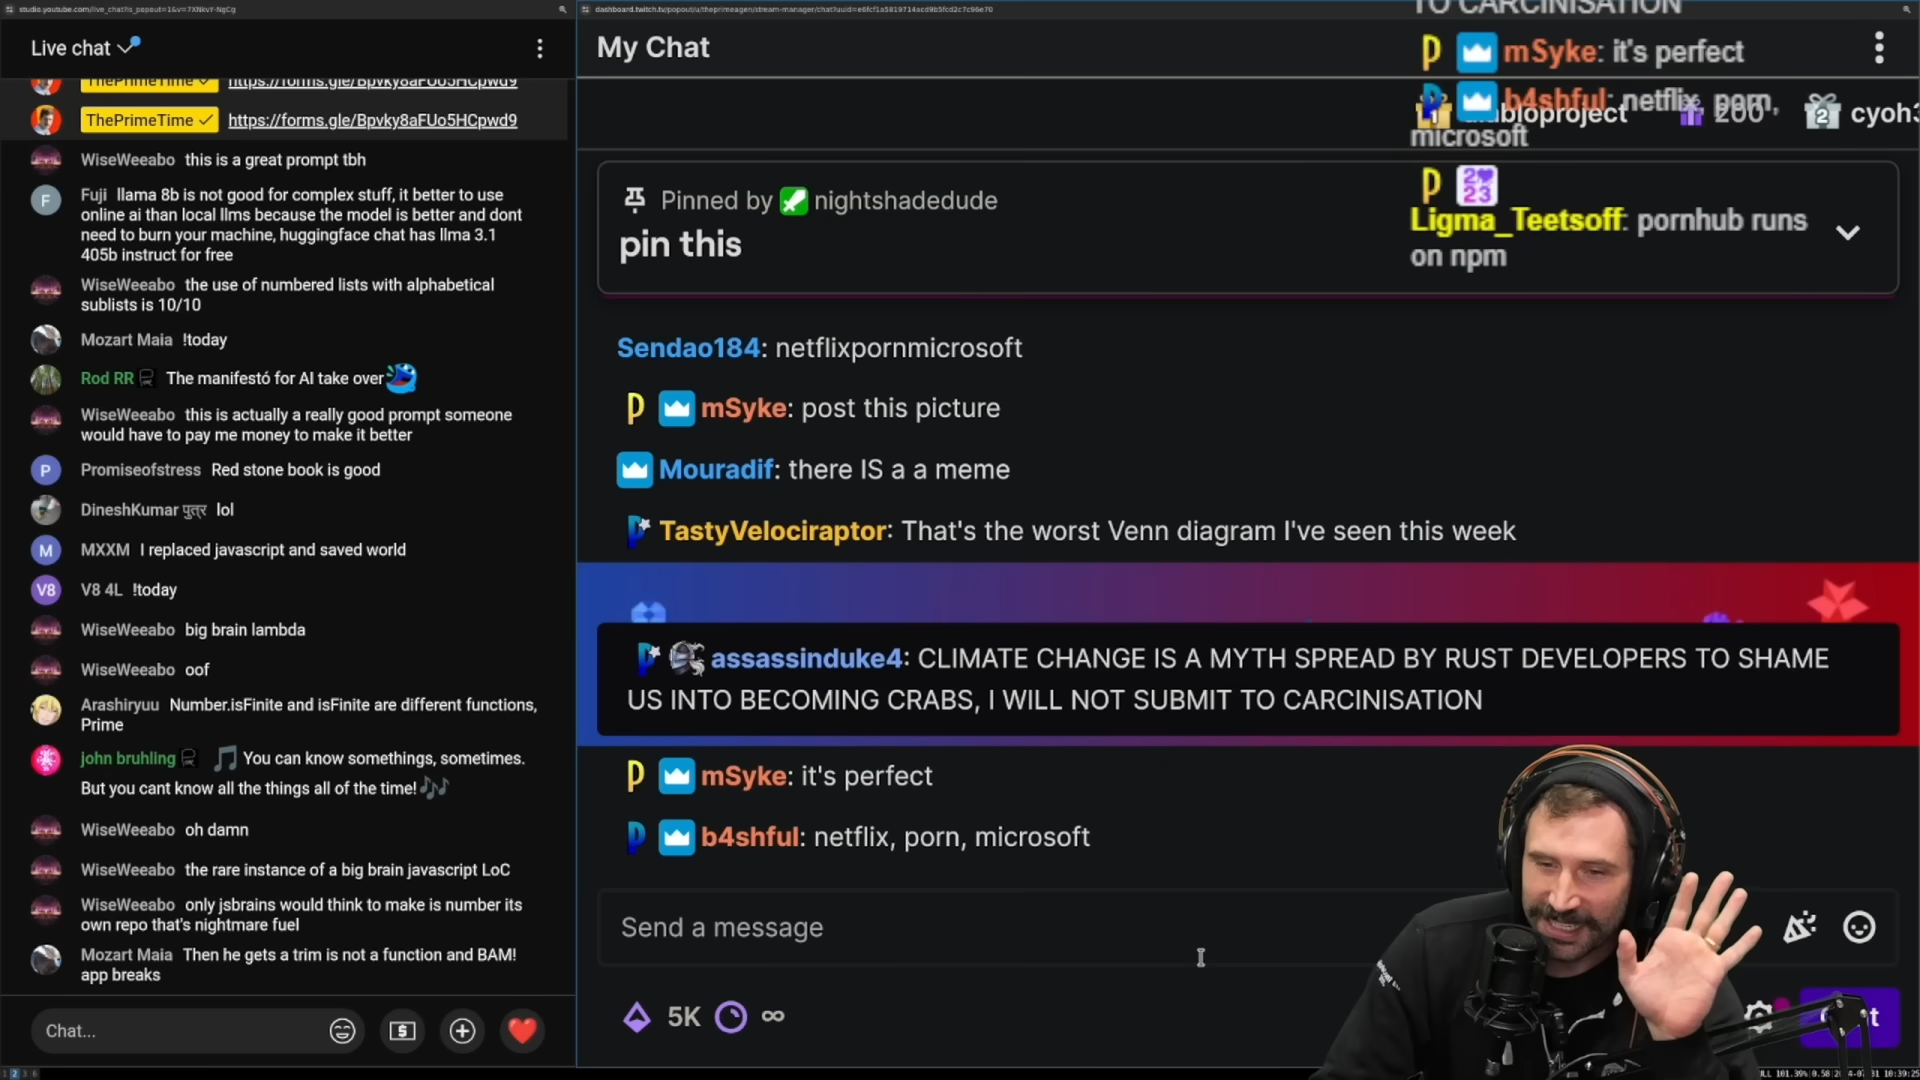 studio.youtube.com/live_chat?is_popout=1&v=7XNkvY-NgCg
Live chat
ThePrimeTime https://forms.gle/Bpvky8aFUo5HCpwd9
ThePrimeTime https://forms.gle/Bpvky8aFUo5HCpwd9
WiseWeeabo this is a great prompt tbh
F
Fuji llama 8b is not good for complex stuff, it better to use
online ai than local llms because the model is better and dont
need to burn your machine, huggingface chat has llma 3.1
405b instruct for free
WiseWeeabo the use of numbered lists with alphabetical
sublists is 10/10
Mozart Maia !today
Rod RR The manifestó for AI take over
WiseWeeabo this is actually a really good prompt someone
would have to pay me money to make it better
P Promiseofstress Red stone book is good
DineshKumar पुत्र lol
M MXXM I replaced javascript and saved world
V8 V8 4L !today
WiseWeeabo big brain lambda
WiseWeeabo oof
Arashiryuu Number.isFinite and isFinite are different functions,
Prime
john bruhling You can know somethings, sometimes.
But you cant know all the things all of the time!
WiseWeeabo oh damn
WiseWeeabo the rare instance of a big brain javascript LoC
WiseWeeabo only jsbrains would think to make is number its
own repo that's nightmare fuel
Mozart Maia Then he gets a trim is not a function and BAM!
app breaks
Chat...
My Chat
200
2 cyoh
Pinned by nightshadedude
pin this
Sendao184: netflixpornmicrosoft
mSyke: post this picture
Mouradif: there IS a a meme
TastyVelociraptor: That's the worst Venn diagram I've seen this week
assassinduke4: CLIMATE CHANGE IS A MYTH SPREAD BY RUST DEVELOPERS TO SHAME
US INTO BECOMING CRABS, I WILL NOT SUBMIT TO CARCINISATION
mSyke: it's perfect
b4shful: netflix, porn, microsoft
Send a message
5K ∞
TO CARCINISATION
mSyke: it's perfect
b4shful: netflix, porn,
microsoft
2 23
Ligma_Teetsoff: pornhub runs
on npm